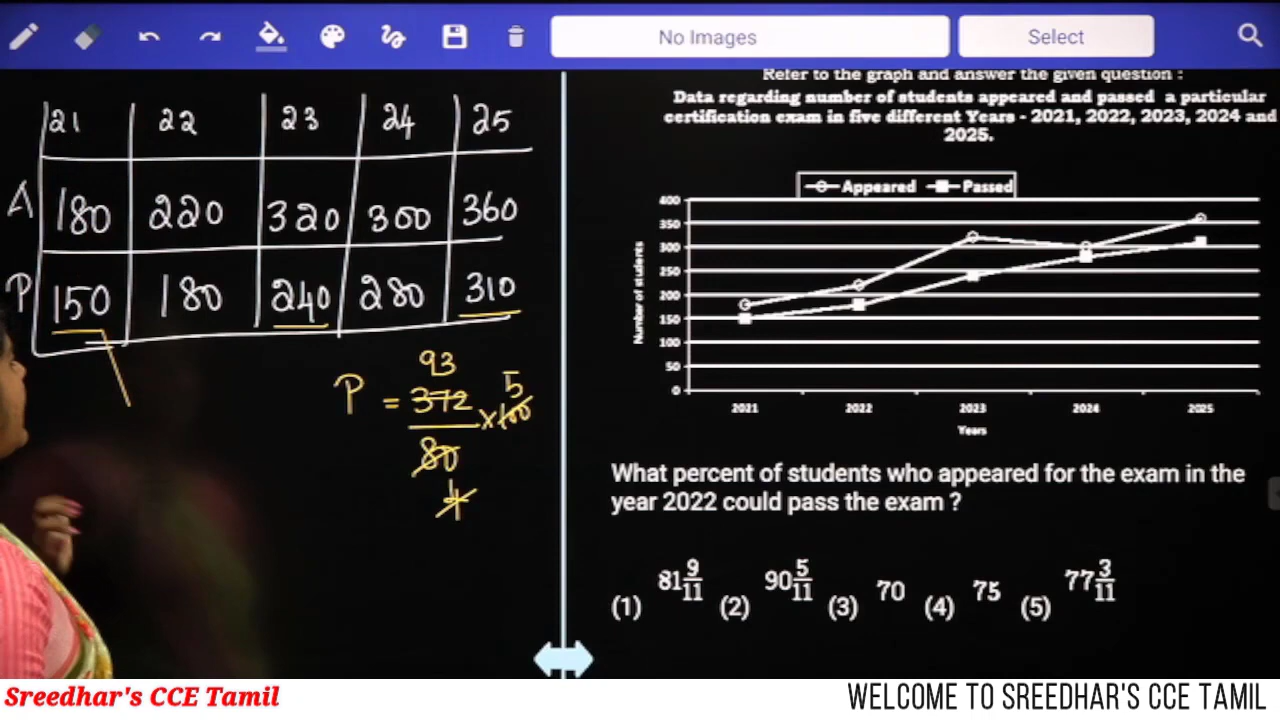 No Images
Select
21 22 23 24 25
A 180 220 320 300 360
P 150 180 240 280 310
93
P = 372 × 100 5
80
4
Refer to the graph and answer the given question :
Data regarding number of students appeared and passed a particular
certification exam in five different Years - 2021, 2022, 2023, 2024 and
2025.
Appeared Passed
400
350
300
250
200
150
100
50
0
Number of students
2021 2022 2023 2024 2025
Years
What percent of students who appeared for the exam in the
year 2022 could pass the exam ?
(1) 81 9/11 (2) 90 5/11 (3) 70 (4) 75 (5) 77 3/11
Sreedhar's CCE Tamil
WELCOME TO SREEDHAR'S CCE TAMIL